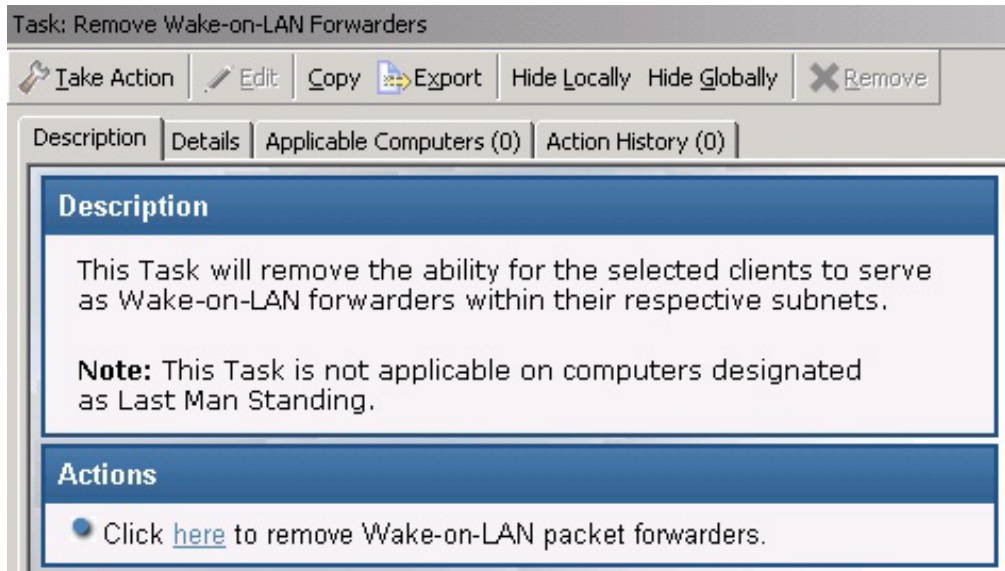 Task: Remove Wake-on-LAN Forwarders
Take Action Edit Copy Export Hide Locally Hide Globally Remove
Description Details Applicable Computers (0) Action History (0)
Description
This Task will remove the ability for the selected clients to serve
as Wake-on-LAN forwarders within their respective subnets.
Note: This Task is not applicable on computers designated
as Last Man Standing.
Actions
Click here to remove Wake-on-LAN packet forwarders.